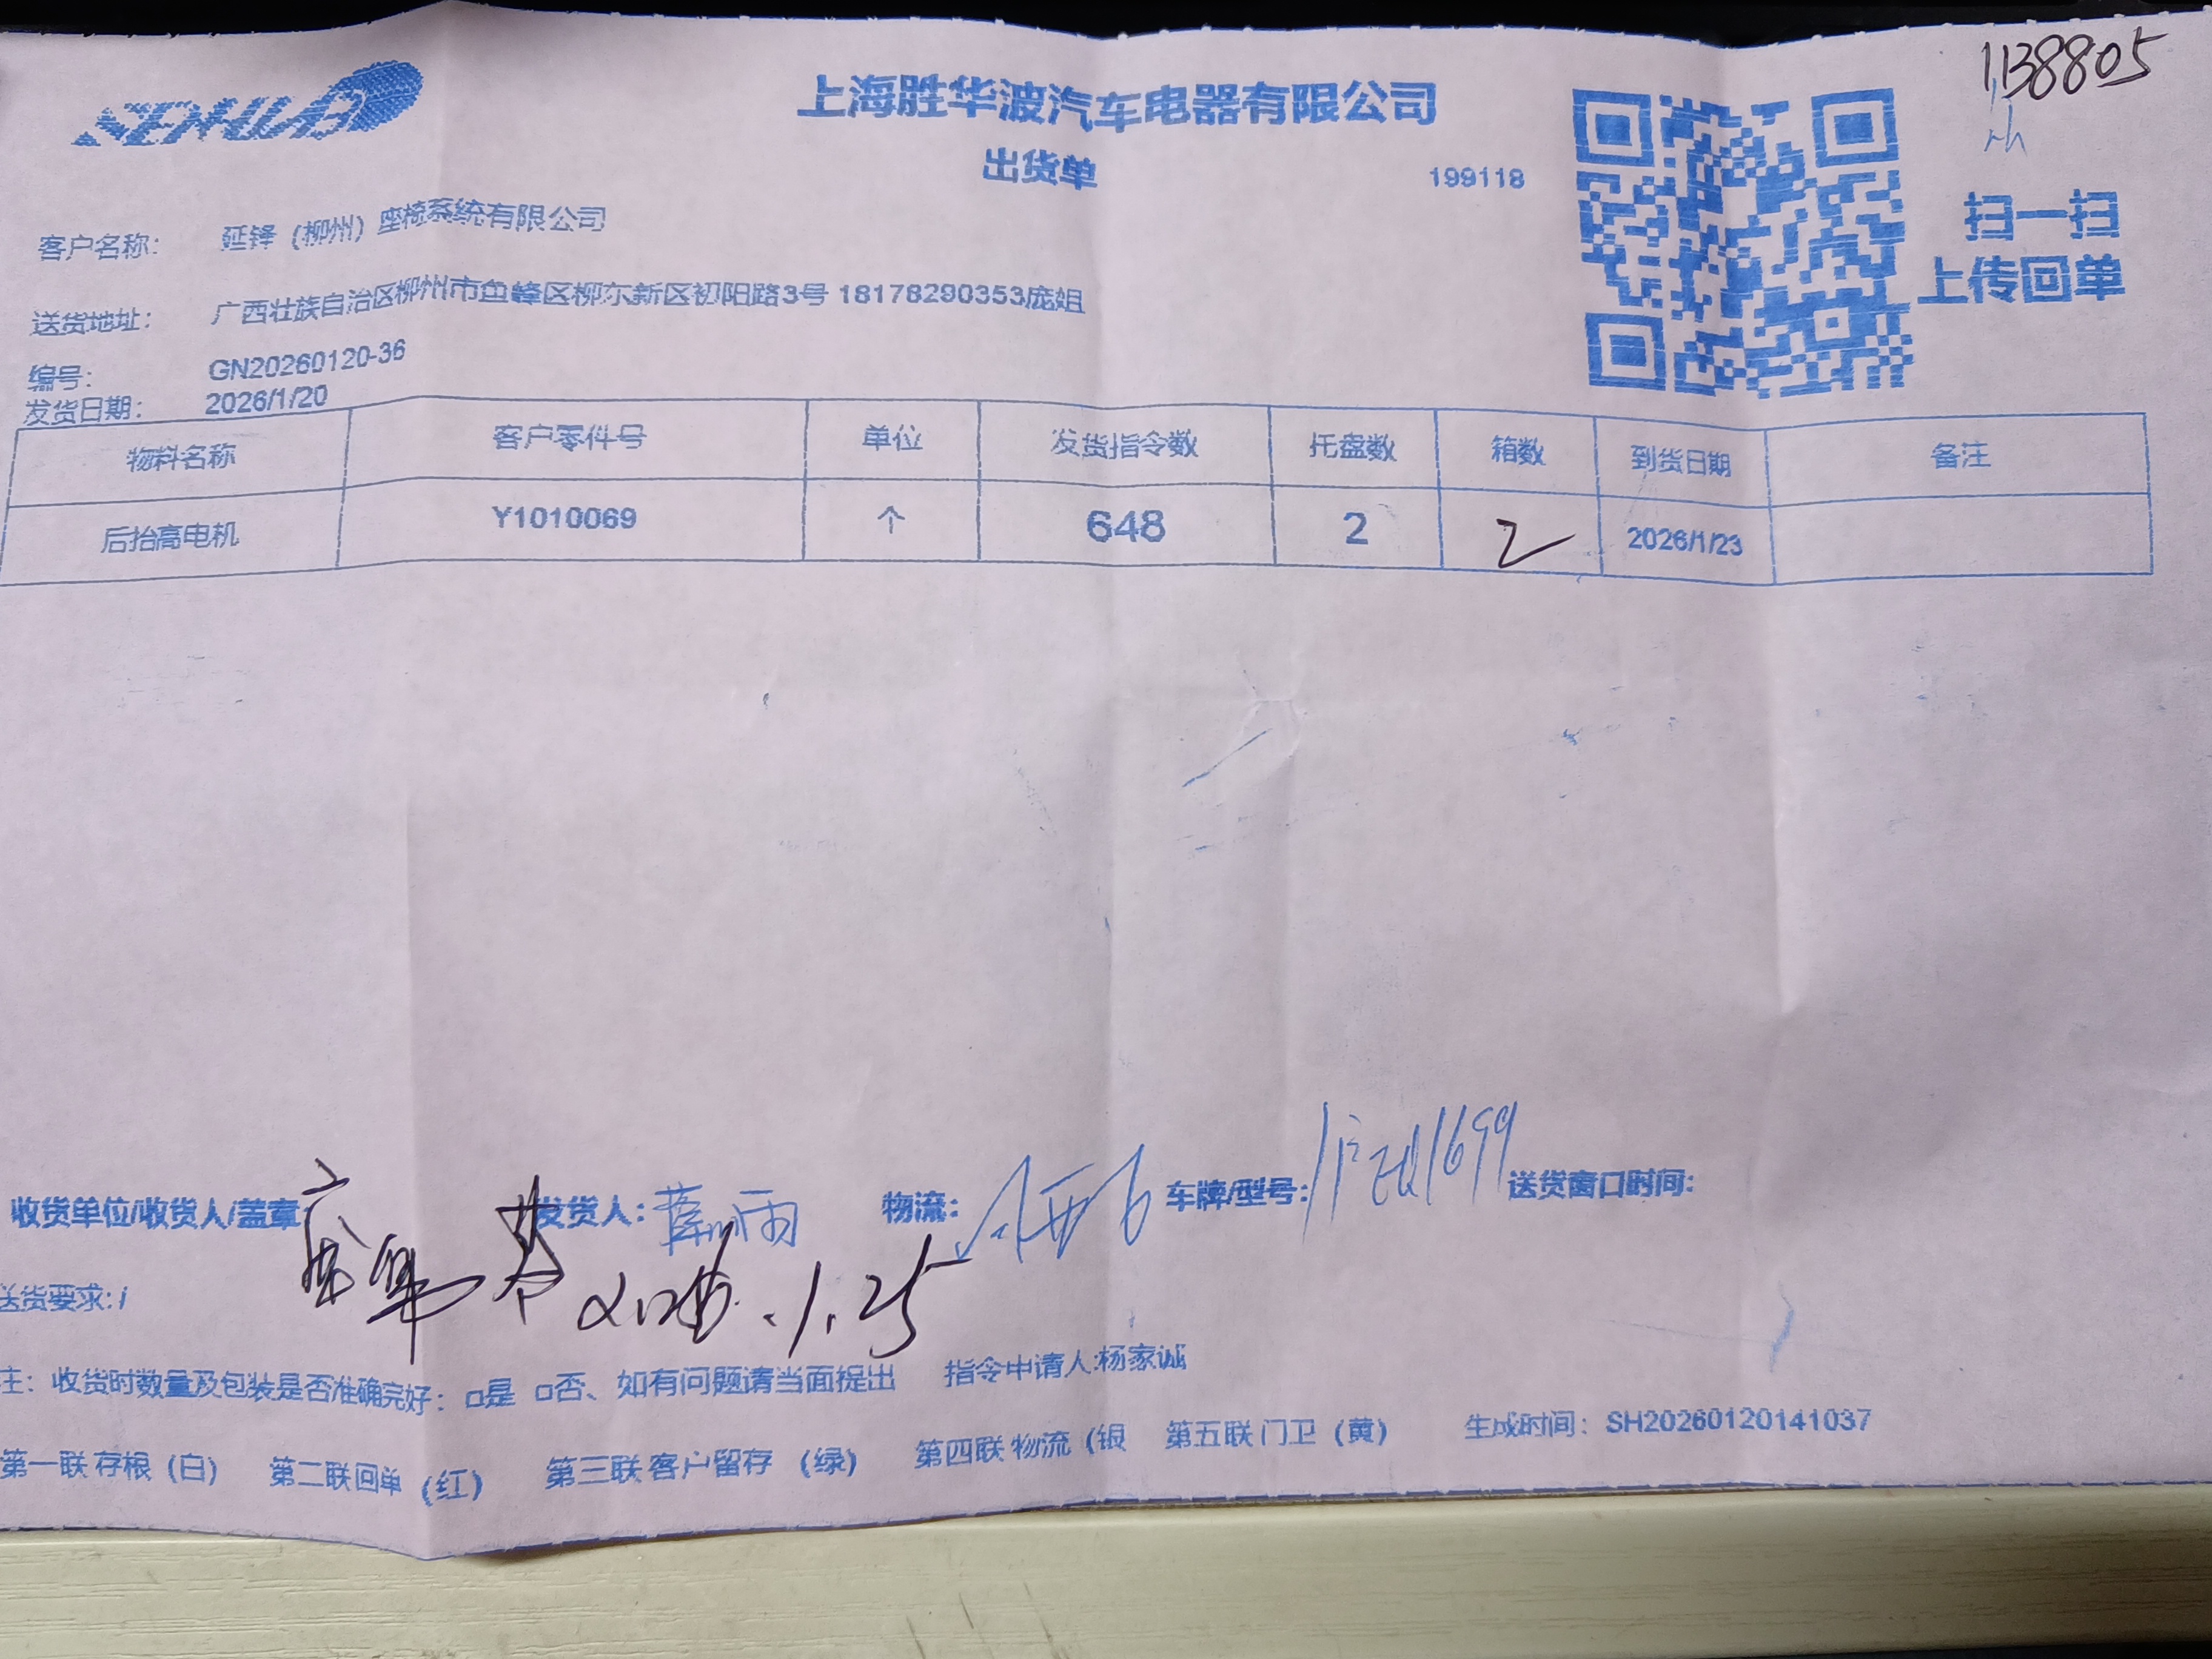 1138805
SENHUABO
上海胜华波汽车电器有限公司
出货单
199118
扫一扫
上传回单
客户名称: 延锋（柳州）座椅系统有限公司
送货地址: 广西壮族自治区柳州市鱼峰区柳东新区初阳路3号 18178290353庞姐
编号: GN20260120-36
发货日期: 2026/1/20
物料名称 客户零件号 单位 发货指令数 托盘数 箱数 到货日期 备注
后抬高电机 Y1010069 个 648 2 2 2026/1/23
收货单位/收货人/盖章: 发货人: 物流: 车牌/型号: 送货窗口时间:
1.25
送货要求: /
注: 收货时数量及包装是否准确完好: □是 □否、如有问题请当面提出 指令申请人:杨家诚
第一联存根（白） 第二联回单（红） 第三联客户留存（绿） 第四联物流（银 第五联门卫（黄） 生成时间: SH20260120141037